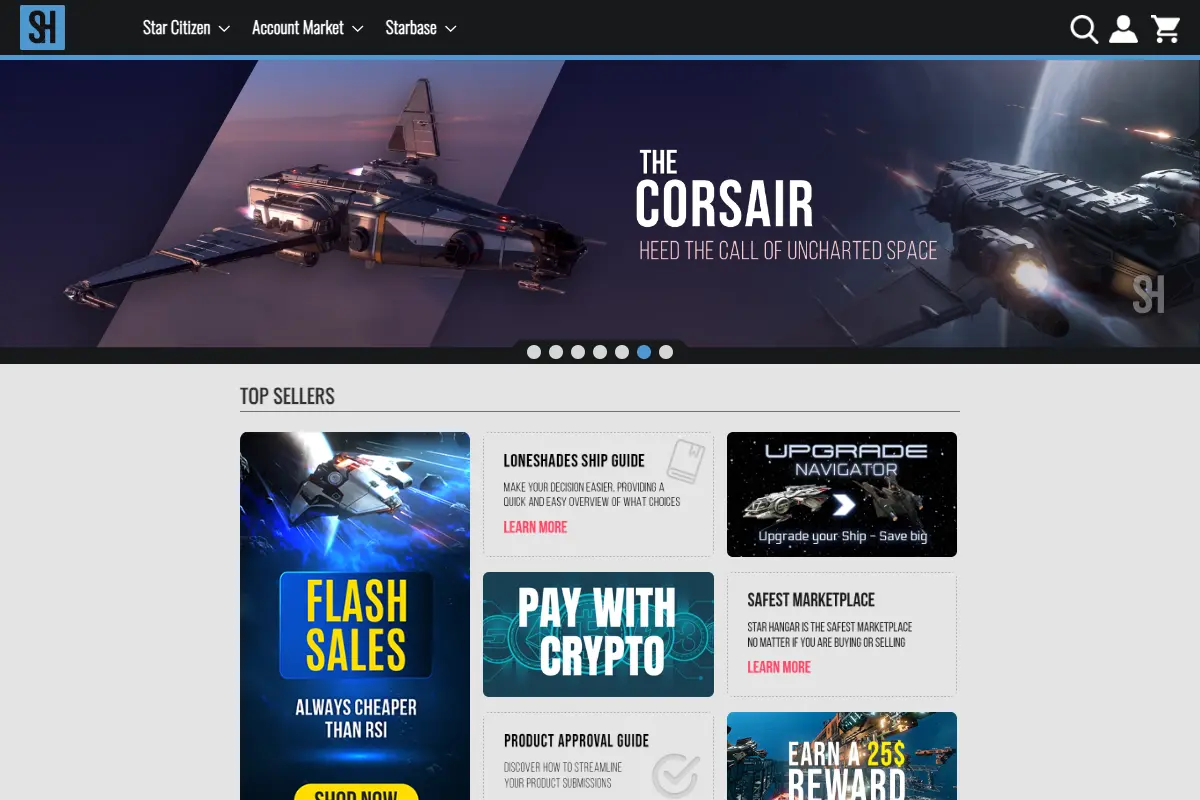 SH
Star Citizen
Account Market
Starbase
THE
CORSAIR
HEED THE CALL OF UNCHARTED SPACE
SH
TOP SELLERS
FLASH
SALES
ALWAYS CHEAPER
THAN RSI
SHOP NOW
LONESHADES SHIP GUIDE
MAKE YOUR DECISION EASIER, PROVIDING A
QUICK AND EASY OVERVIEW OF WHAT CHOICES
LEARN MORE
UPGRADE
NAVIGATOR
Upgrade your Ship - Save big
PAY WITH
CRYPTO
SAFEST MARKETPLACE
STAR HANGAR IS THE SAFEST MARKETPLACE
NO MATTER IF YOU ARE BUYING OR SELLING
LEARN MORE
PRODUCT APPROVAL GUIDE
DISCOVER HOW TO STREAMLINE
YOUR PRODUCT SUBMISSIONS
EARN A 25$
REWARD